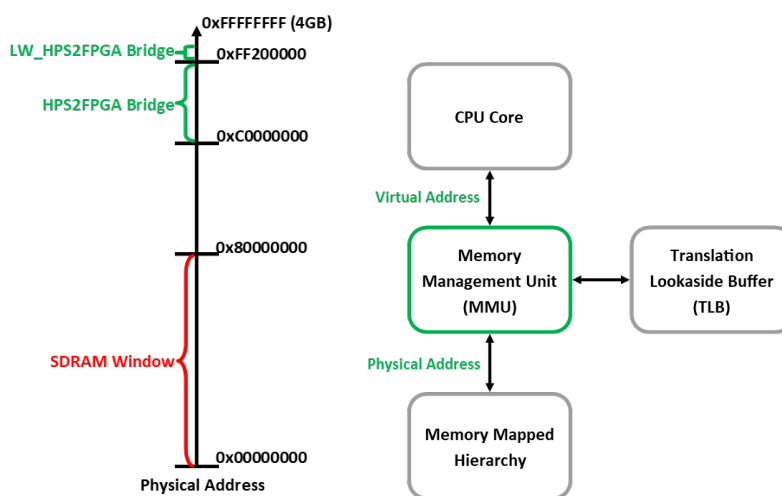 0xFFFFFFFF (4GB)
LW_HPS2FPGA Bridge
0xFF200000
HPS2FPGA Bridge
0xC0000000
0x80000000
SDRAM Window
0x00000000
Physical Address
CPU Core
Virtual Address
Memory
Management Unit
(MMU)
Translation
Lookaside Buffer
(TLB)
Physical Address
Memory Mapped
Hierarchy